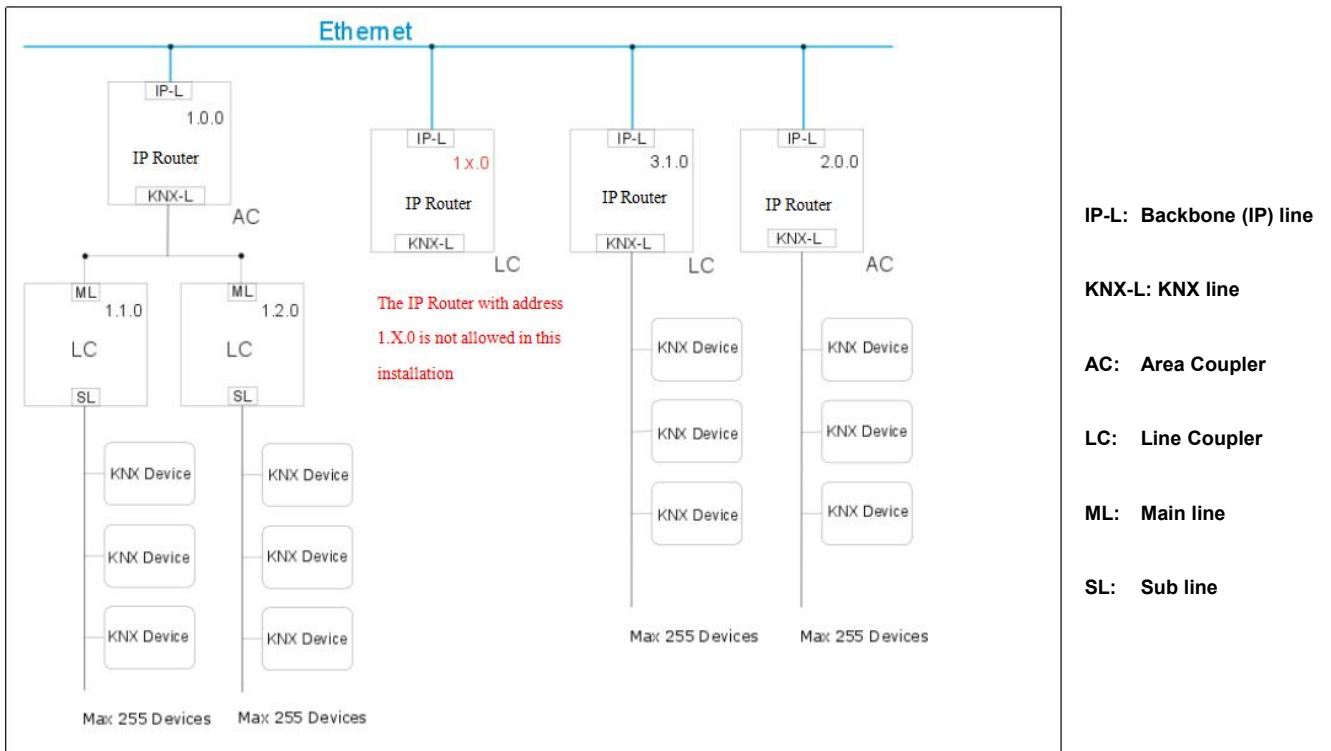 Ethernet
IP-L
1.0.0
IP Router
KNX-L
AC
ML
1.1.0
LC
SL
KNX Device
KNX Device
KNX Device
Max 255 Devices
ML
1.2.0
LC
SL
KNX Device
KNX Device
KNX Device
Max 255 Devices
IP-L
1.x.0
IP Router
KNX-L
LC
The IP Router with address
1.X.0 is not allowed in this
installation
IP-L
3.1.0
IP Router
KNX-L
LC
KNX Device
KNX Device
KNX Device
Max 255 Devices
IP-L
2.0.0
IP Router
KNX-L
AC
KNX Device
KNX Device
KNX Device
Max 255 Devices
IP-L: Backbone (IP) line
KNX-L: KNX line
AC: Area Coupler
LC: Line Coupler
ML: Main line
SL: Sub line